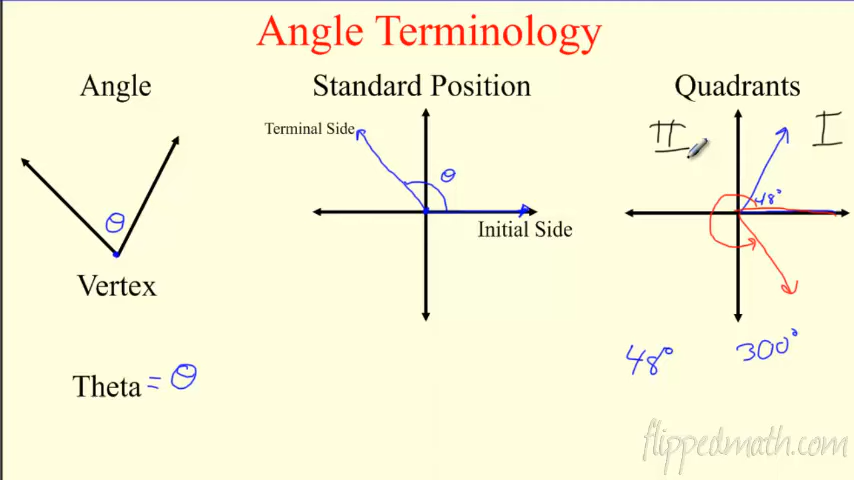 Angle Terminology
Angle
Standard Position
Quadrants
Terminal Side
θ
Initial Side
θ
Vertex
Theta = θ
II
I
48°
48°
300°
flippedmath.com